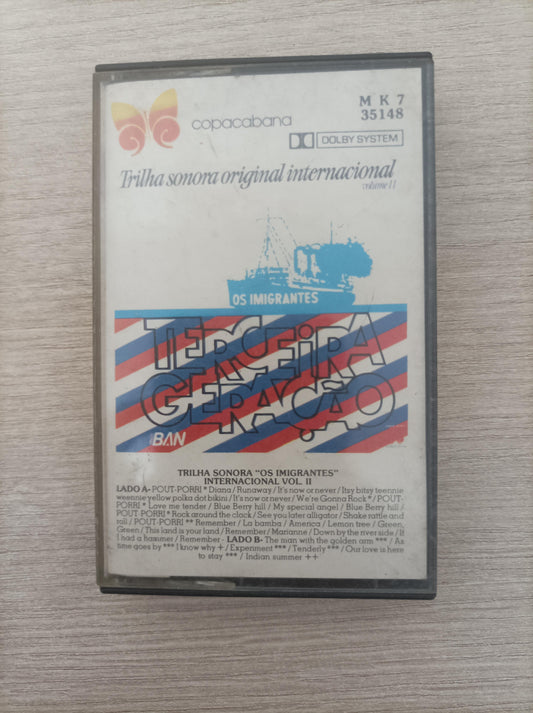 copacabana
M K 7
35148
DOLBY SYSTEM
Trilha sonora original internacional
volume II
OS IMIGRANTES
TERCEIRA
GERAÇÃO
BAN
TRILHA SONORA "OS IMIGRANTES"
INTERNACIONAL VOL. II
LADO A- POUT-PORRI * Diana / Runaway / It's now or never / Itsy bitsy teennie
weennie yellow polka dot bikini / It's now or never / We're Gonna Rock * / POUT-
PORRI * Love me tender / Blue Berry hill / My special angel / Blue Berry hill /
POUT-PORRI * Rock around the clock / See you later alligator / Shake rattle and
roll / POUT-PORRI ** Remember / La bamba / America / Lemon tree / Green,
Green / This land is your land / Remember / Marianne / Down by the river side / If
I had a hammer / Remember - LADO B- The man with the golden arm *** / As
time goes by *** I know why + / Experiment *** / Tenderly *** / Our love is here
to stay *** / Indian summer ++